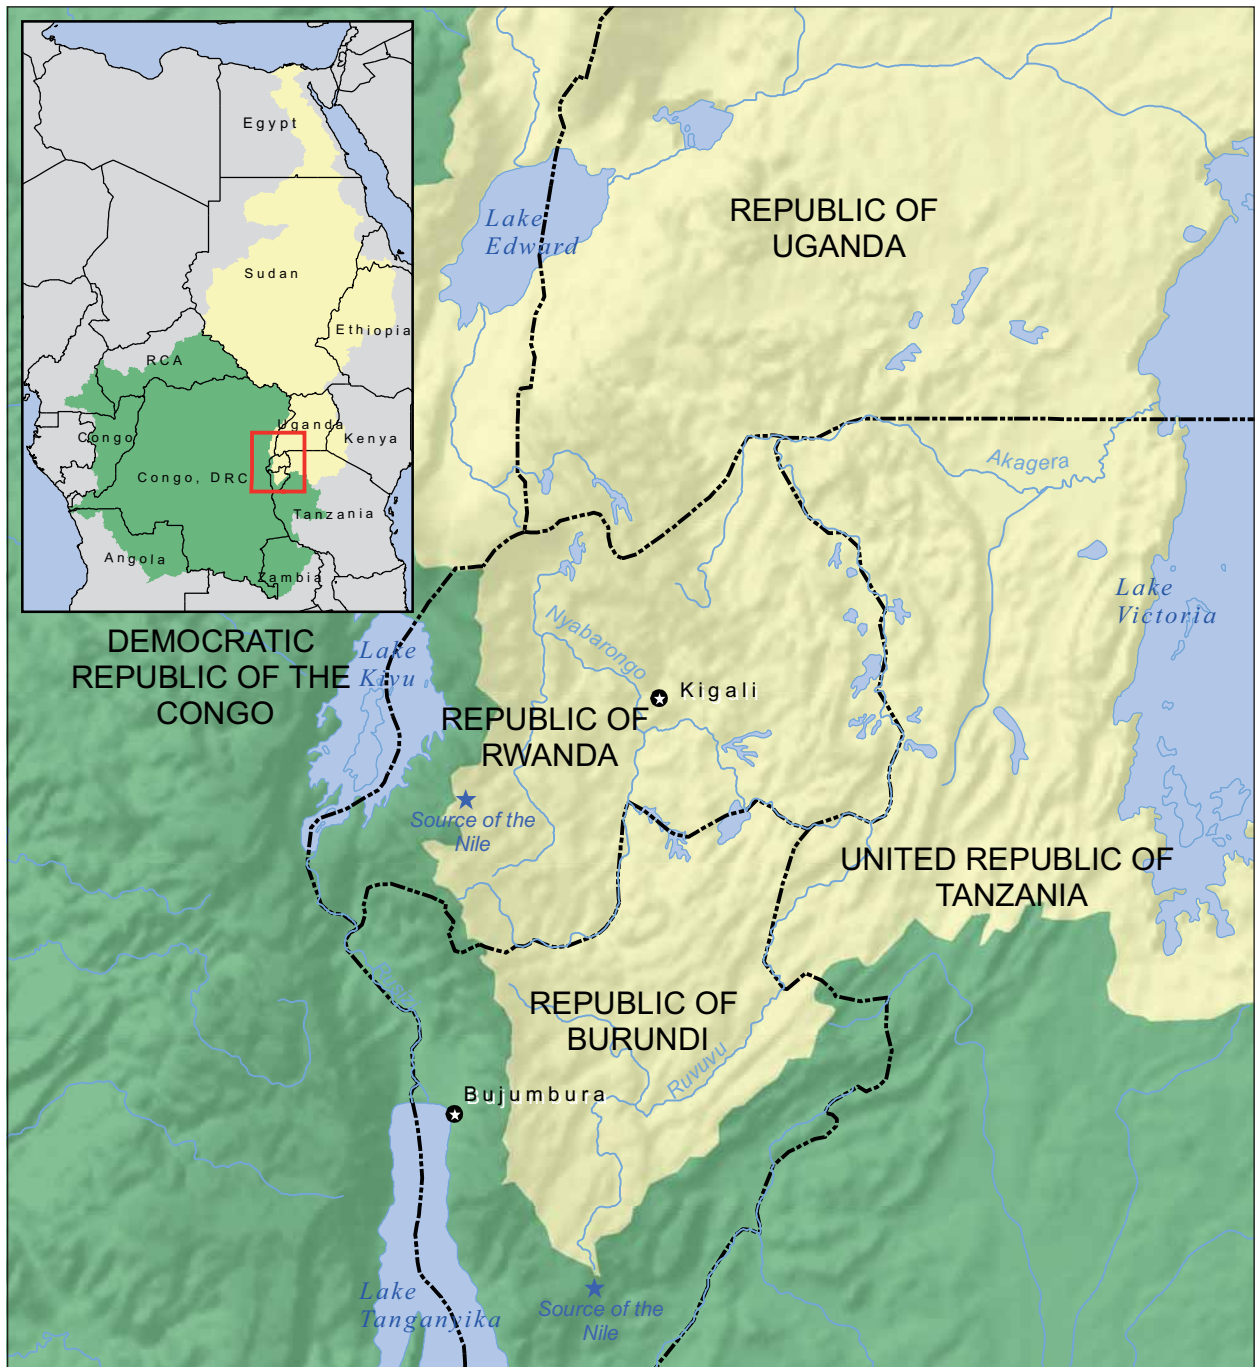 Egypt
Sudan
Ethiopia
RCA
Uganda
Congo
Kenya
Congo, DRC
Tanzania
Angola
Zambia
Lake
Edward
REPUBLIC OF
UGANDA
Akagera
Lake
Victoria
DEMOCRATIC
REPUBLIC OF THE
CONGO
Lake
Kivu
Nyabarongo
Kigali
REPUBLIC OF
RWANDA
Source of the
Nile
UNITED REPUBLIC OF
TANZANIA
REPUBLIC OF
BURUNDI
Ruvuvu
Bujumbura
Lake
Tanganyika
Source of the
Nile